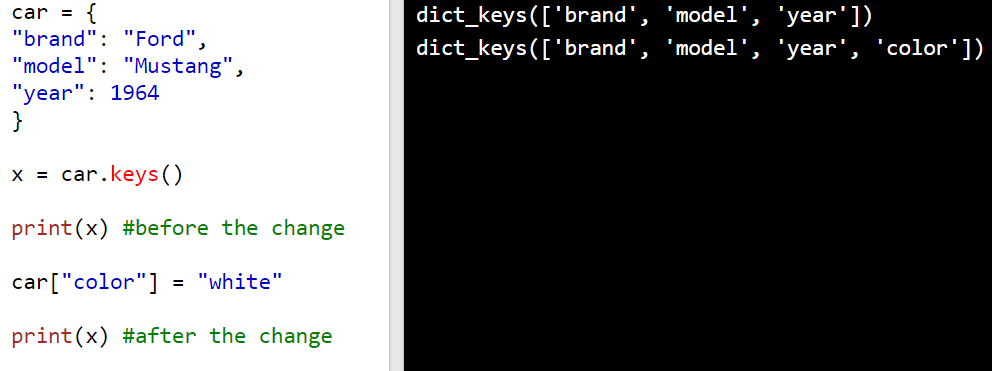 car = {
"brand": "Ford",
"model": "Mustang",
"year": 1964
}
x = car.keys()
print(x) #before the change
car["color"] = "white"
print(x) #after the change
dict_keys(['brand', 'model', 'year'])
dict_keys(['brand', 'model', 'year', 'color'])